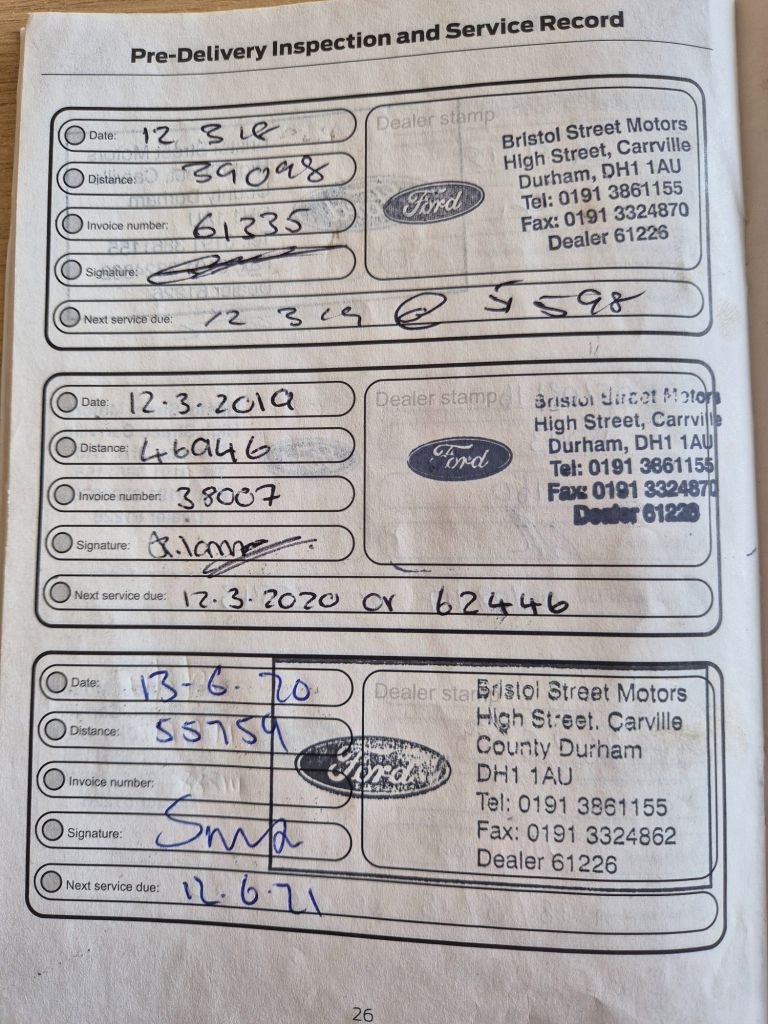 Pre-Delivery Inspection and Service Record
Date: 12 3 18
Distance: 39098
Invoice number: 61335
Signature:
Next service due: 12 3 19 @ 51598
Dealer stamp
Ford
Bristol Street Motors
High Street, Carrville
Durham, DH1 1AU
Tel: 0191 3861155
Fax: 0191 3324870
Dealer 61226
Date: 12.3.2019
Distance: 46946
Invoice number: 38007
Signature:
Next service due: 12.3.2020 or 62446
Dealer stamp
Ford
Bristol Street Motors
High Street, Carrville
Durham, DH1 1AU
Tel: 0191 3861155
Fax: 0191 3324870
Dealer 61226
Date: 13-6.20
Distance: 55759
Invoice number:
Signature:
Next service due: 12.6.21
Dealer stamp
Ford
Bristol Street Motors
High Street. Carville
County Durham
DH1 1AU
Tel: 0191 3861155
Fax: 0191 3324862
Dealer 61226
26